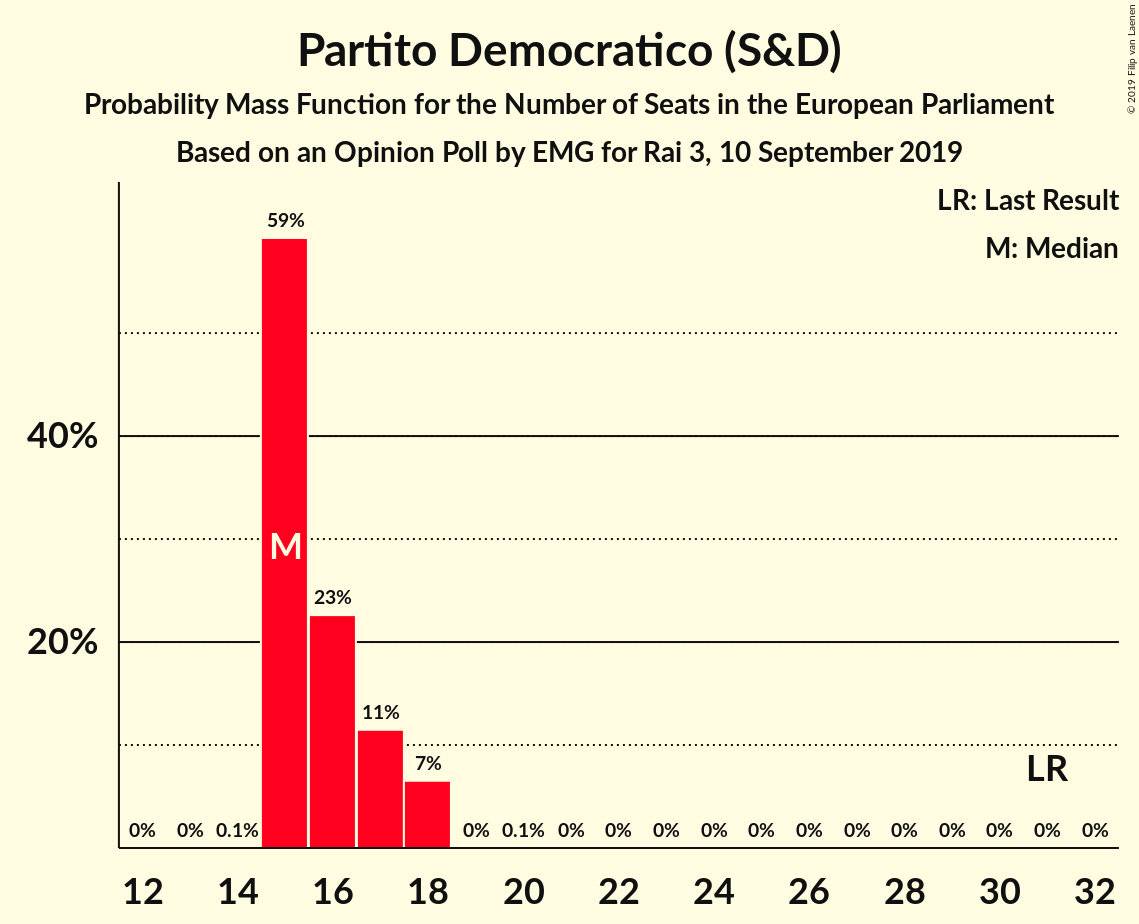 Partito Democratico (S&D)
Probability Mass Function for the Number of Seats in the European Parliament
Based on an Opinion Poll by EMG for Rai 3, 10 September 2019
© 2019 Filip van Laenen
LR: Last Result
M: Median
59%
40%
M
23%
20%
11%
7%
LR
0% 0% 0.1% 0% 0.1% 0% 0% 0% 0% 0% 0% 0% 0% 0% 0% 0% 0%
12 14 16 18 20 22 24 26 28 30 32